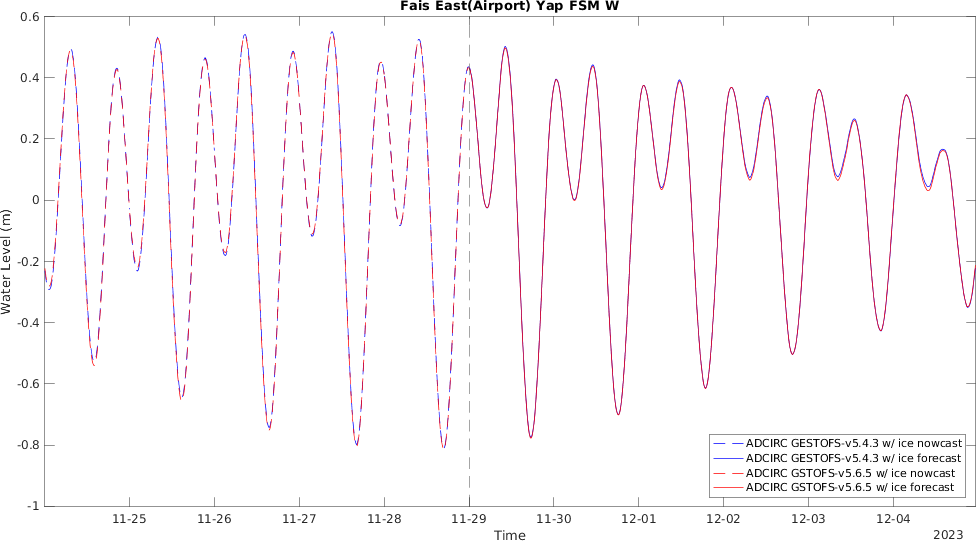 Fais East(Airport) Yap FSM W
0.6
0.4
0.2
0
-0.2
-0.4
-0.6
-0.8
-1
Water Level (m)
ADCIRC GESTOFS-v5.4.3 w/ ice nowcast
ADCIRC GESTOFS-v5.4.3 w/ ice forecast
ADCIRC GSTOFS-v5.6.5 w/ ice nowcast
ADCIRC GSTOFS-v5.6.5 w/ ice forecast
11-25 11-26 11-27 11-28 11-29 11-30 12-01 12-02 12-03 12-04
Time
2023